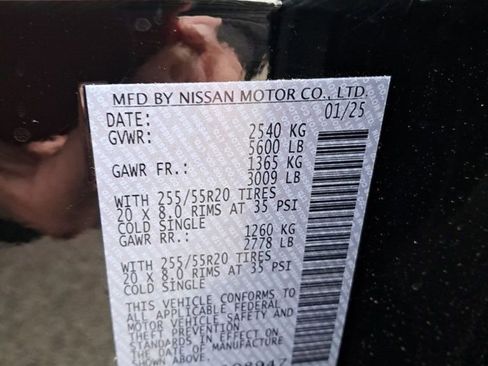 MFD BY NISSAN MOTOR CO., LTD.
DATE: 01/25
GVWR: 2540 KG
5600 LB
GAWR FR.: 1365 KG
3009 LB
WITH 255/55R20 TIRES
20 X 8.0 RIMS AT 35 PSI
COLD SINGLE
GAWR RR.: 1260 KG
2778 LB
WITH 255/55R20 TIRES
20 X 8.0 RIMS AT 35 PSI
COLD SINGLE
THIS VEHICLE CONFORMS TO
ALL APPLICABLE FEDERAL
MOTOR VEHICLE SAFETY AND
THEFT PREVENTION
STANDARDS IN EFFECT ON
THE DATE OF MANUFACTURE
SHOWN ABOVE.